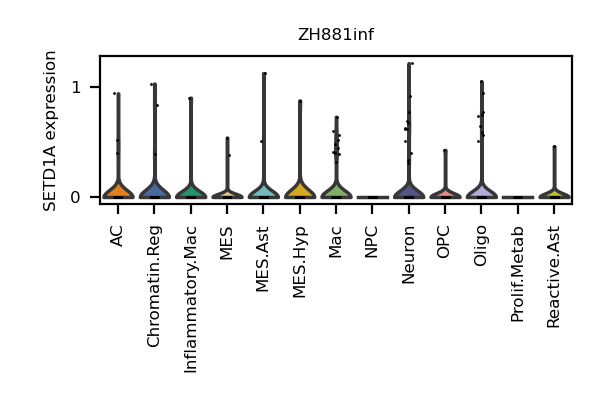 ZH881inf
SETD1A expression
1
0
AC
Chromatin.Reg
Inflammatory.Mac
MES
MES.Ast
MES.Hyp
Mac
NPC
Neuron
OPC
Oligo
Prolif.Metab
Reactive.Ast